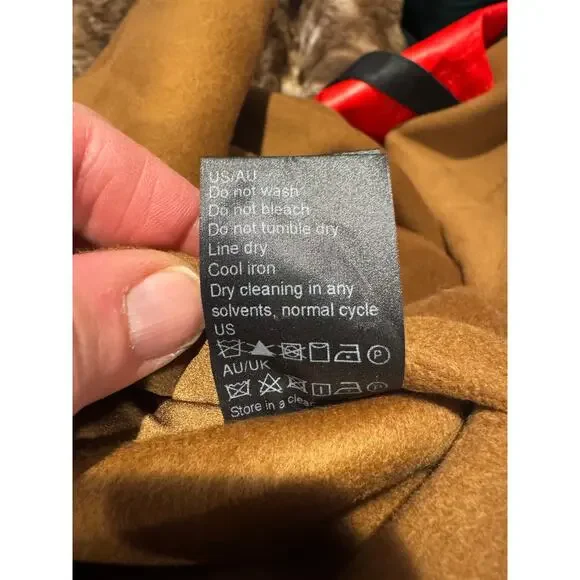 US/AU
Do not wash
Do not bleach
Do not tumble dry
Line dry
Cool iron
Dry cleaning in any
solvents, normal cycle
US
P
AU/UK
Store in a clean